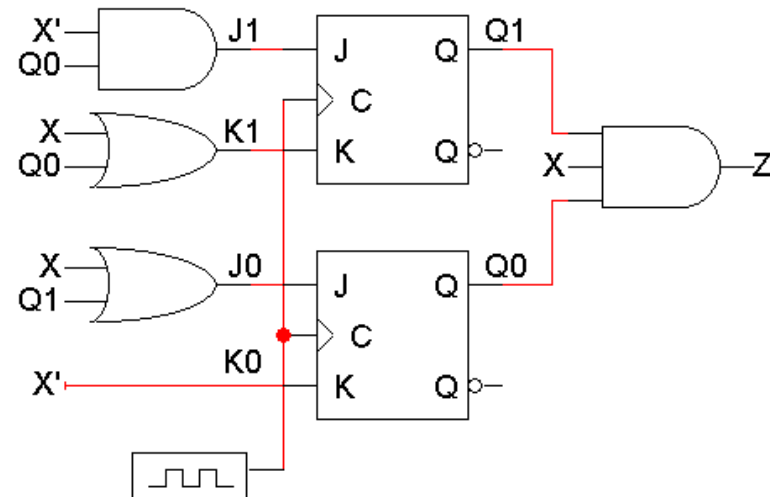 X' J1 J Q Q1
Q0
C
X K1 K Q X Z
Q0
X J0 J Q Q0
Q1
C
X' K0 K Q